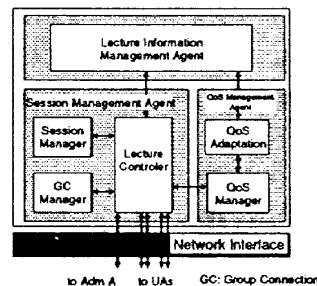 Lecture Information
Management Agent
Session Management Agent
QoS Management
Agent
Session
Manager
Lecture
Controler
QoS
Adaptation
GC
Manager
QoS
Manager
Network Interface
to Adm A
to UAs
GC: Group Connection